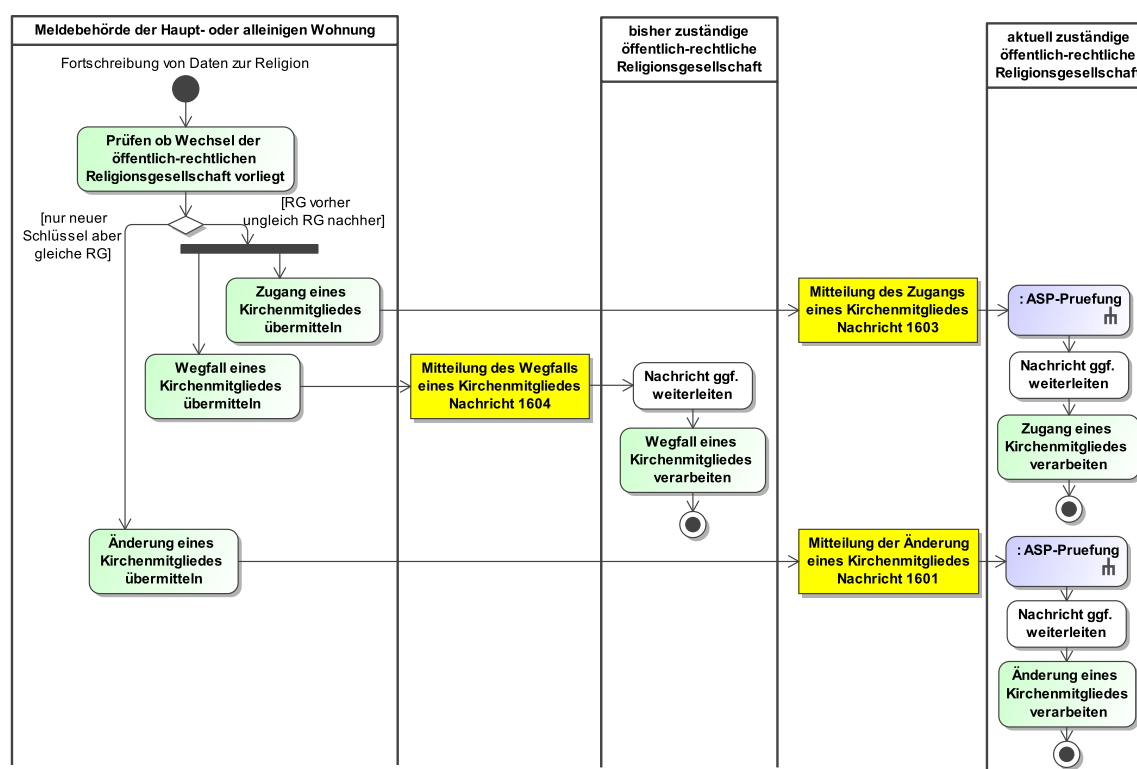 Meldebehörde der Haupt- oder alleinigen Wohnung
bisher zuständige
öffentlich-rechtliche
Religionsgesellschaft
aktuell zuständige
öffentlich-rechtliche
Religionsgesellschaft
Fortschreibung von Daten zur Religion
Prüfen ob Wechsel der
öffentlich-rechtlichen
Religionsgesellschaft vorliegt
[nur neuer
Schlüssel aber
gleiche RG]
[RG vorher
ungleich RG nachher]
Zugang eines
Kirchenmitgliedes
übermitteln
Mitteilung des Zugangs
eines Kirchenmitgliedes
Nachricht 1603
: ASP-Pruefung
Nachricht ggf.
weiterleiten
Zugang eines
Kirchenmitgliedes
verarbeiten
Wegfall eines
Kirchenmitgliedes
übermitteln
Mitteilung des Wegfalls
eines Kirchenmitgliedes
Nachricht 1604
Nachricht ggf.
weiterleiten
Wegfall eines
Kirchenmitgliedes
verarbeiten
Änderung eines
Kirchenmitgliedes
übermitteln
Mitteilung der Änderung
eines Kirchenmitgliedes
Nachricht 1601
: ASP-Pruefung
Nachricht ggf.
weiterleiten
Änderung eines
Kirchenmitgliedes
verarbeiten